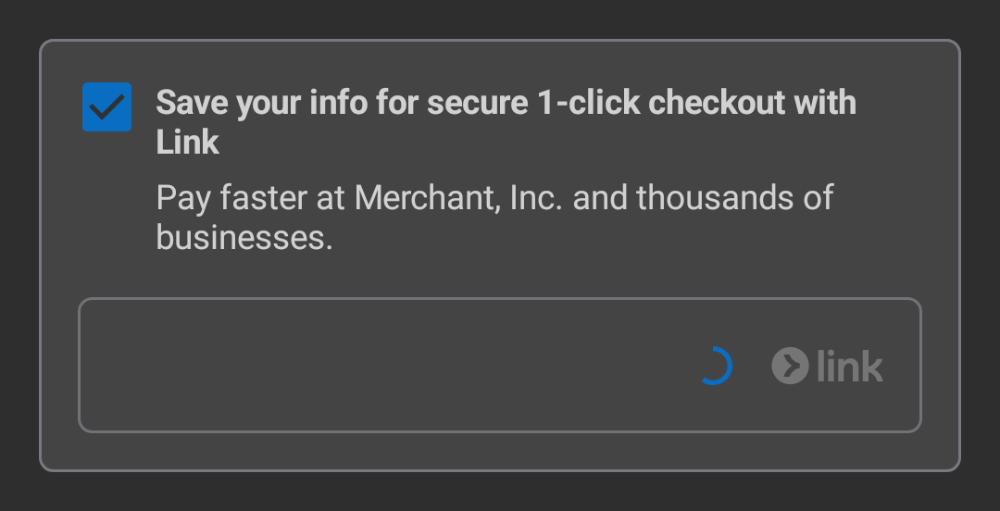 Save your info for secure 1-click checkout with
Link
Pay faster at Merchant, Inc. and thousands of
businesses.
link